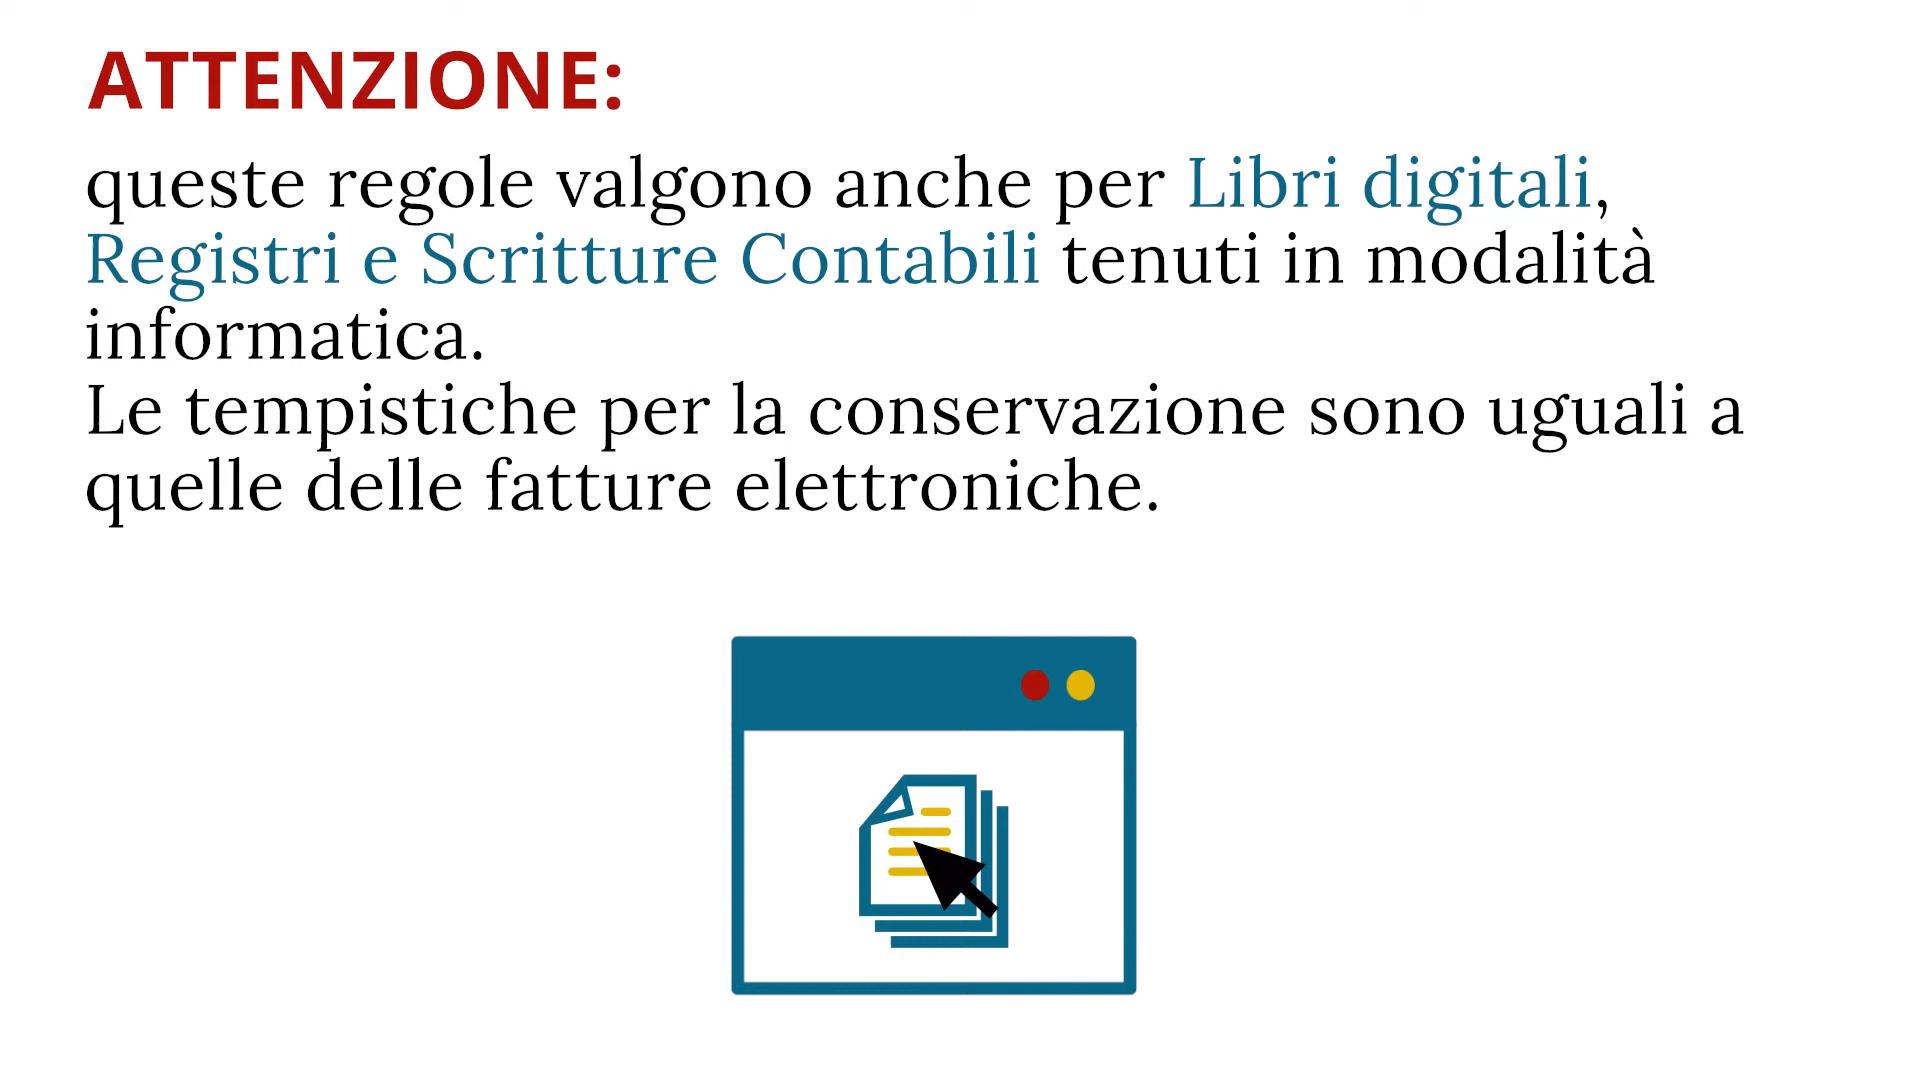 ATTENZIONE:
queste regole valgono anche per Libri digitali,
Registri e Scritture Contabili tenuti in modalità
informatica.
Le tempistiche per la conservazione sono uguali a
quelle delle fatture elettroniche.